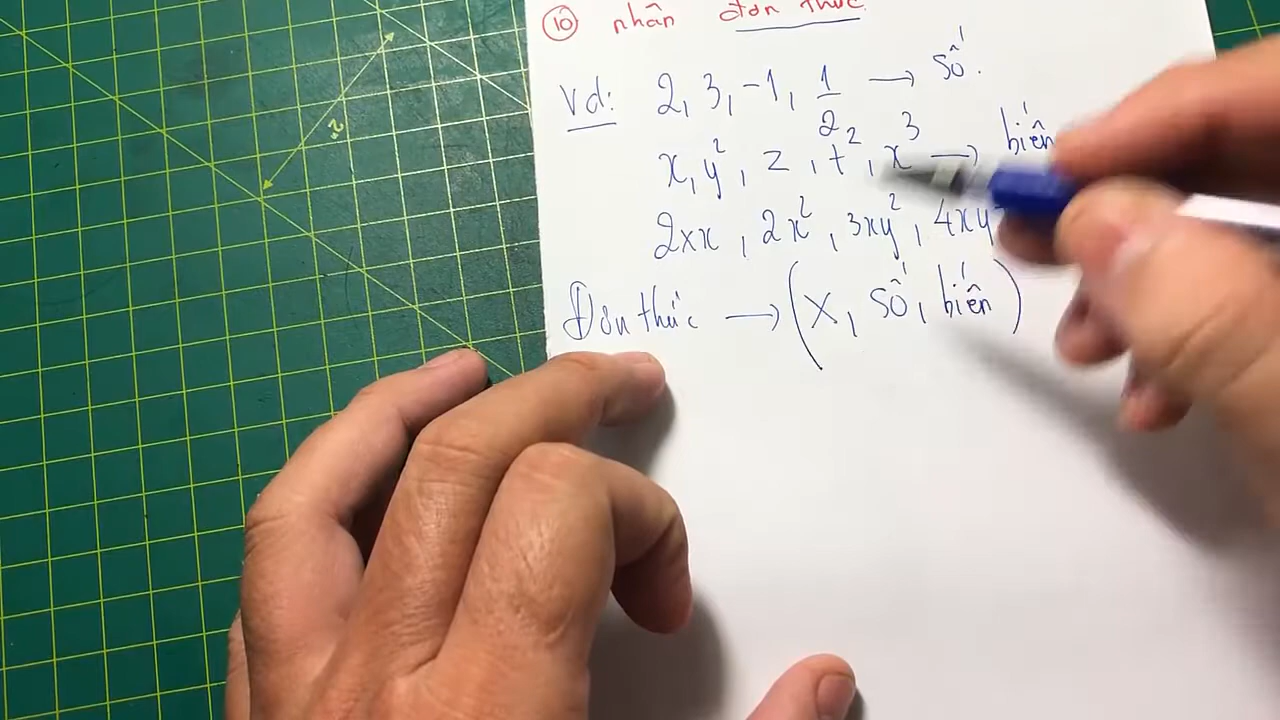 ⑩ nhân đơn thức
Vd: 2, 3, -1, 1/2 → số.
x, y², z, t², x³ → biến
2xx, 2x², 3xy², 4xy
Đơn thức → (X, số, biến)